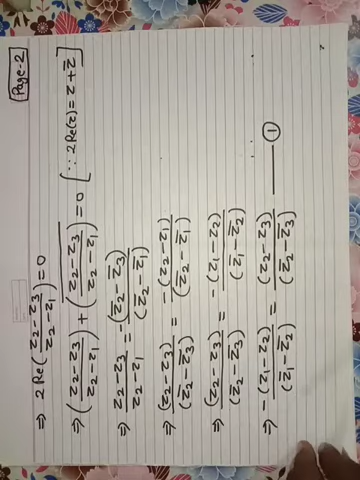 Page-2
⇒ 2Re((z₂-z₃)/(z₂-z₁))=0
⇒ ((z₂-z₃)/(z₂-z₁)) + (\overline{(z₂-z₃)/(z₂-z₁)}) = 0 [∵ 2Re(z) = z + z̄]
⇒ (z₂-z₃)/(z₂-z₁) = -(z̄₂-z̄₃)/(z̄₂-z̄₁)
⇒ (z₂-z₃)/(z̄₂-z̄₃) = -(z₂-z₁)/(z̄₂-z̄₁)
⇒ (z₂-z₃)/(z̄₂-z̄₃) = -(z₁-z₂)/(z̄₁-z̄₂)
⇒ -(z₁-z₂)/(z̄₁-z̄₂) = (z₂-z₃)/(z̄₂-z̄₃) —— ①